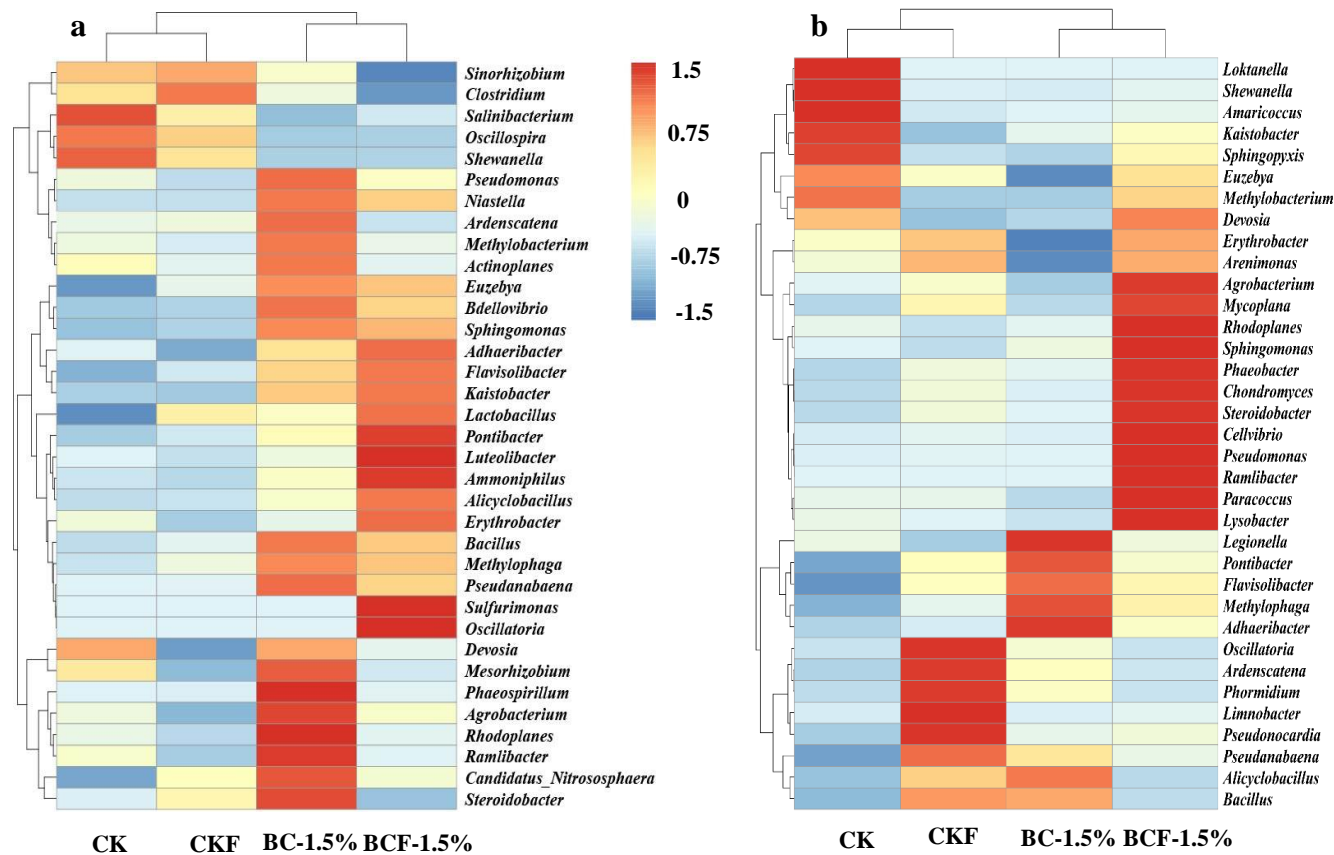 a
Sinorhizobium
Clostridium
Salinibacterium
Oscillospira
Shewanella
Pseudomonas
Niastella
Ardenscatena
Methylobacterium
Actinoplanes
Euzebya
Bdellovibrio
Sphingomonas
Adhaeribacter
Flavisolibacter
Kaistobacter
Lactobacillus
Pontibacter
Luteolibacter
Ammoniphilus
Alicyclobacillus
Erythrobacter
Bacillus
Methylophaga
Pseudanabaena
Sulfurimonas
Oscillatoria
Devosia
Mesorhizobium
Phaeospirillum
Agrobacterium
Rhodoplanes
Ramlibacter
Candidatus_Nitrososphaera
Steroidobacter
CK CKF BC-1.5% BCF-1.5%
1.5
0.75
0
-0.75
-1.5
b
Loktanella
Shewanella
Amaricoccus
Kaistobacter
Sphingopyxis
Euzebya
Methylobacterium
Devosia
Erythrobacter
Arenimonas
Agrobacterium
Mycoplana
Rhodoplanes
Sphingomonas
Phaeobacter
Chondromyces
Steroidobacter
Cellvibrio
Pseudomonas
Ramlibacter
Paracoccus
Lysobacter
Legionella
Pontibacter
Flavisolibacter
Methylophaga
Adhaeribacter
Oscillatoria
Ardenscatena
Phormidium
Limnobacter
Pseudonocardia
Pseudanabaena
Alicyclobacillus
Bacillus
CK CKF BC-1.5% BCF-1.5%